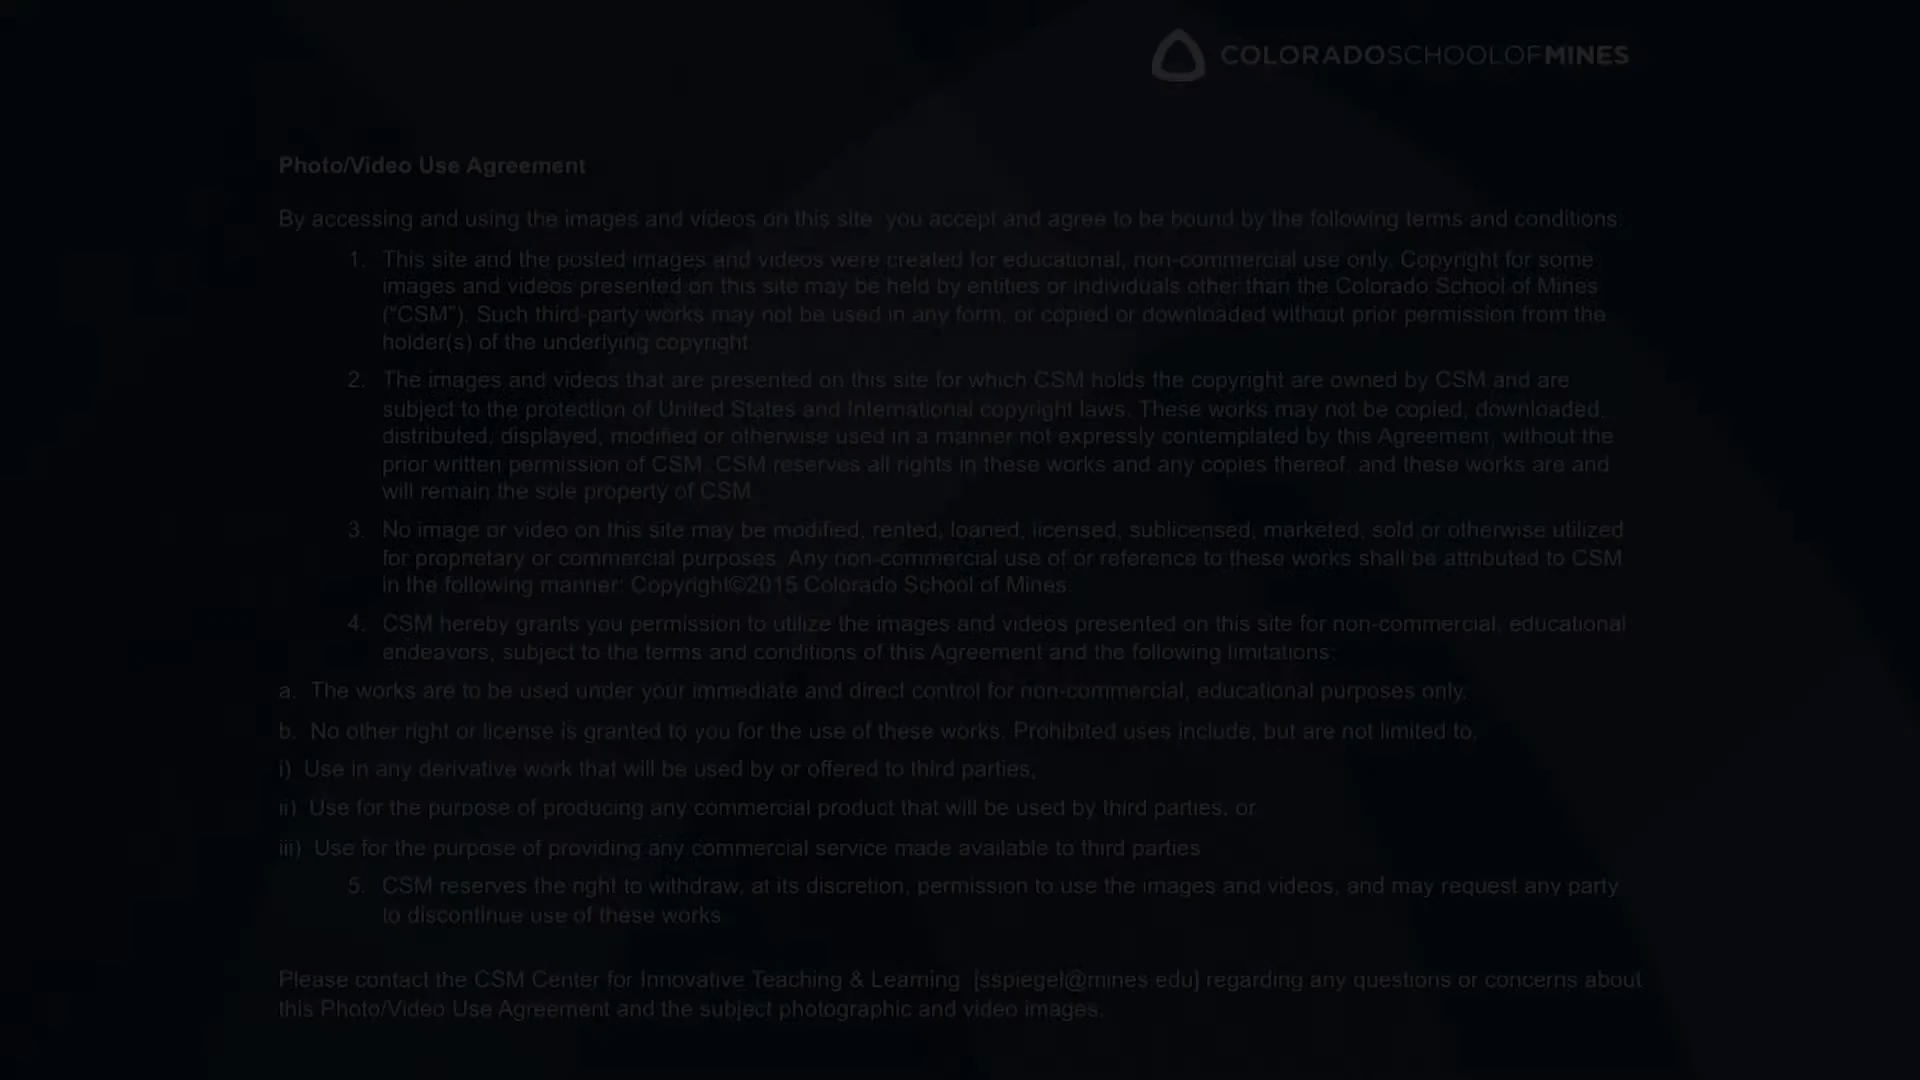 COLORADOSCHOOLOFMINES
Photo/Video Use Agreement
By accessing and using the images and videos on this site you accept and agree to be bound by the following terms and conditions:
1. This site and the posted images and videos were created for educational, non-commercial use only. Copyright for some
images and videos presented on this site may be held by entities or individuals other than the Colorado School of Mines
("CSM"). Such third-party works may not be used in any form, or copied or downloaded without prior permission from the
holder(s) of the underlying copyright.
2. The images and videos that are presented on this site for which CSM holds the copyright are owned by CSM and are
subject to the protection of United States and International copyright laws. These works may not be copied, downloaded,
distributed, displayed, modified or otherwise used in a manner not expressly contemplated by this Agreement, without the
prior written permission of CSM. CSM reserves all rights in these works and any copies thereof, and these works are and
will remain the sole property of CSM.
3. No image or video on this site may be modified, rented, loaned, licensed, sublicensed, marketed, sold or otherwise utilized
for proprietary or commercial purposes. Any non-commercial use of or reference to these works shall be attributed to CSM
in the following manner: Copyright©2015 Colorado School of Mines
4. CSM hereby grants you permission to utilize the images and videos presented on this site for non-commercial, educational
endeavors, subject to the terms and conditions of this Agreement and the following limitations:
a. The works are to be used under your immediate and direct control for non-commercial, educational purposes only.
b. No other right or license is granted to you for the use of these works. Prohibited uses include, but are not limited to,
i) Use in any derivative work that will be used by or offered to third parties,
ii) Use for the purpose of producing any commercial product that will be used by third parties, or
iii) Use for the purpose of providing any commercial service made available to third parties
5. CSM reserves the right to withdraw, at its discretion, permission to use the images and videos, and may request any party
to discontinue use of these works.
Please contact the CSM Center for Innovative Teaching & Learning [sspiegel@mines.edu] regarding any questions or concerns about
this Photo/Video Use Agreement and the subject photographic and video images.